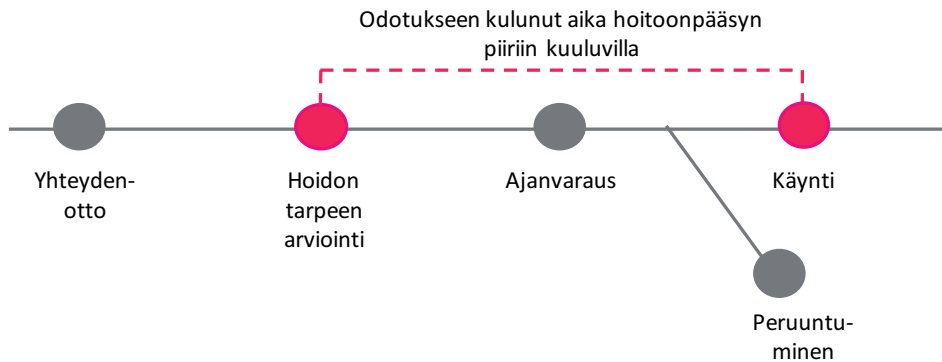 Odotukseen kulunut aika hoitoonpääsyn
piiriin kuuluvilla
Yhteyden-
otto
Hoidon
tarpeen
arviointi
Ajanvaraus
Käynti
Peruuntu-
minen